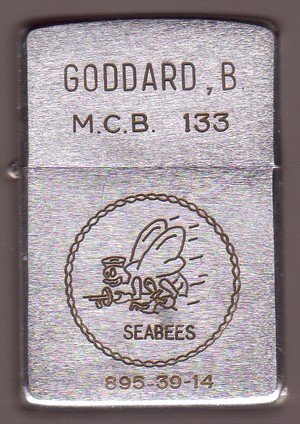 GODDARD, B.
M.C.B. 133
SEABEES
895-39-14